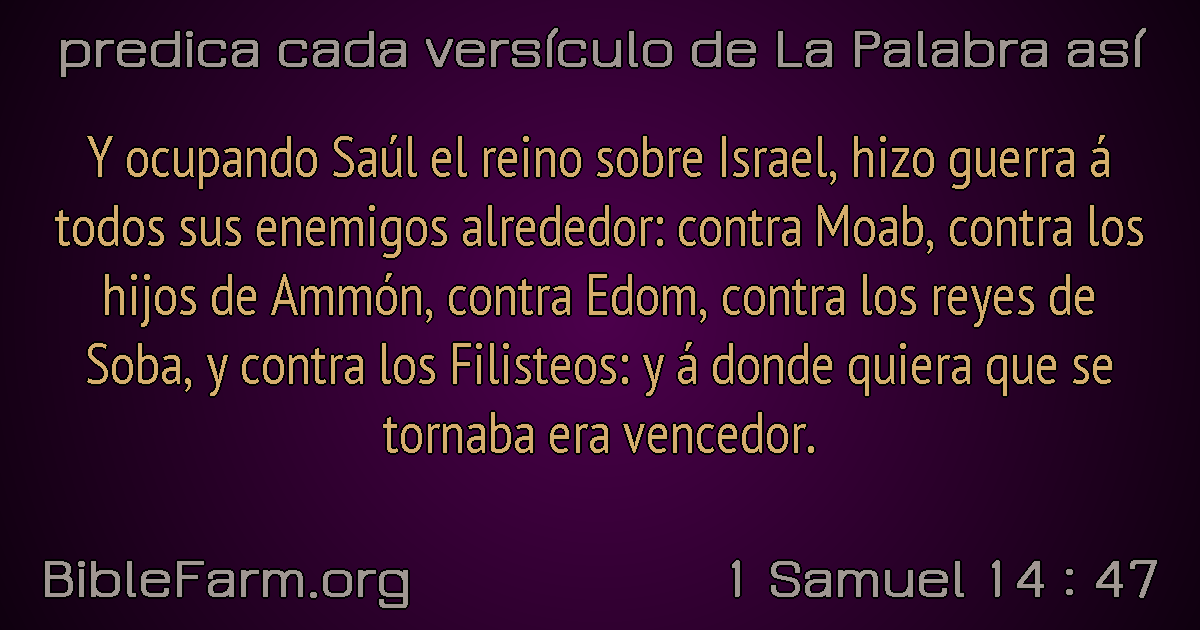 predica cada versículo de La Palabra así
Y ocupando Saúl el reino sobre Israel, hizo guerra á
todos sus enemigos alrededor: contra Moab, contra los
hijos de Ammón, contra Edom, contra los reyes de
Soba, y contra los Filisteos: y á donde quiera que se
tornaba era vencedor.
BibleFarm.org
1 Samuel 14 : 47